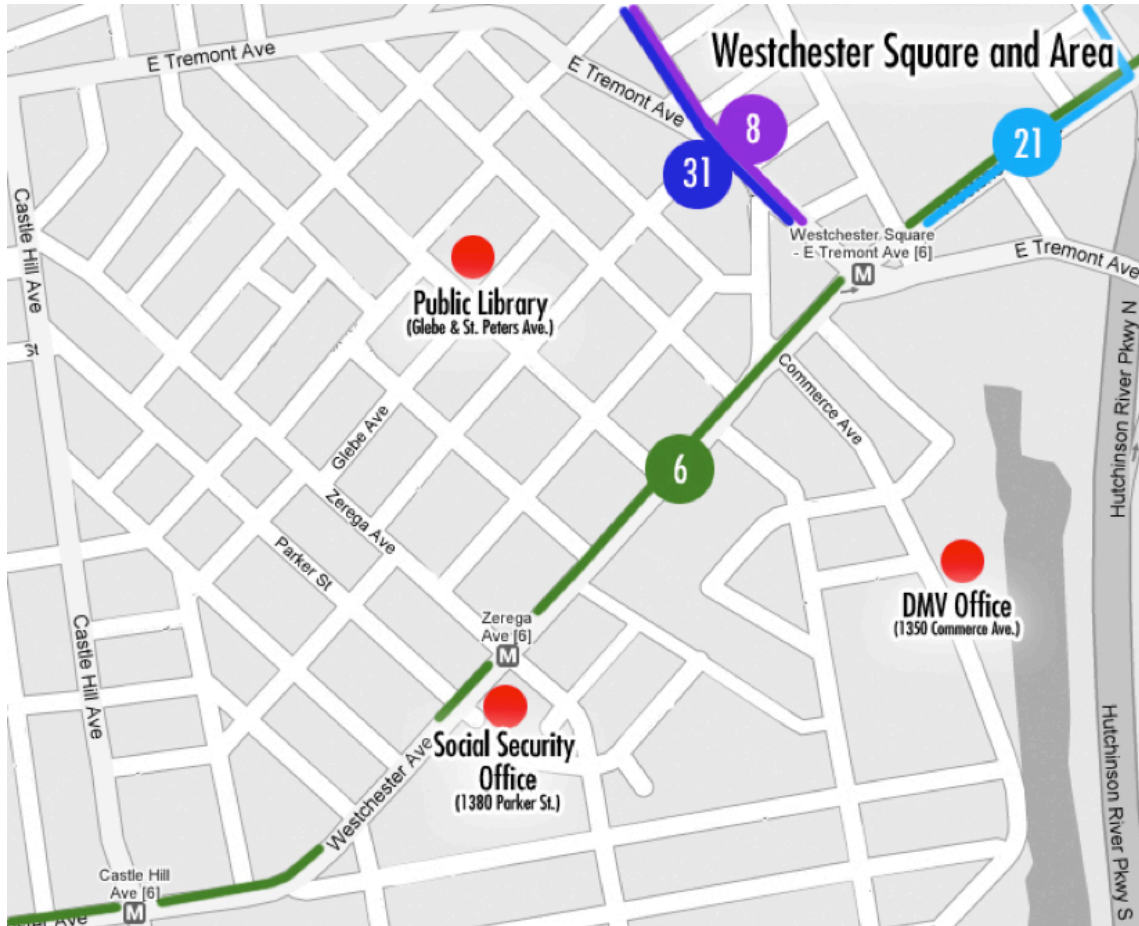 Westchester Square and Area
E Tremont Ave
E Tremont Ave
8
31
21
Castle Hill Ave
Westchester Square
- E Tremont Ave [6]
M
E Tremont Ave
Public Library
(Glebe & St. Peters Ave.)
Hutchinson River Pkwy N
Commerce Ave
Glebe Ave
6
Zerega Ave
Parker St
DMV Office
(1350 Commerce Ave.)
Zerega
Ave [6]
M
Castle Hill Ave
Social Security
Office
(1380 Parker St.)
Westchester Ave
Hutchinson River Pkwy S
Castle Hill
Ave [6]
M
ster Ave